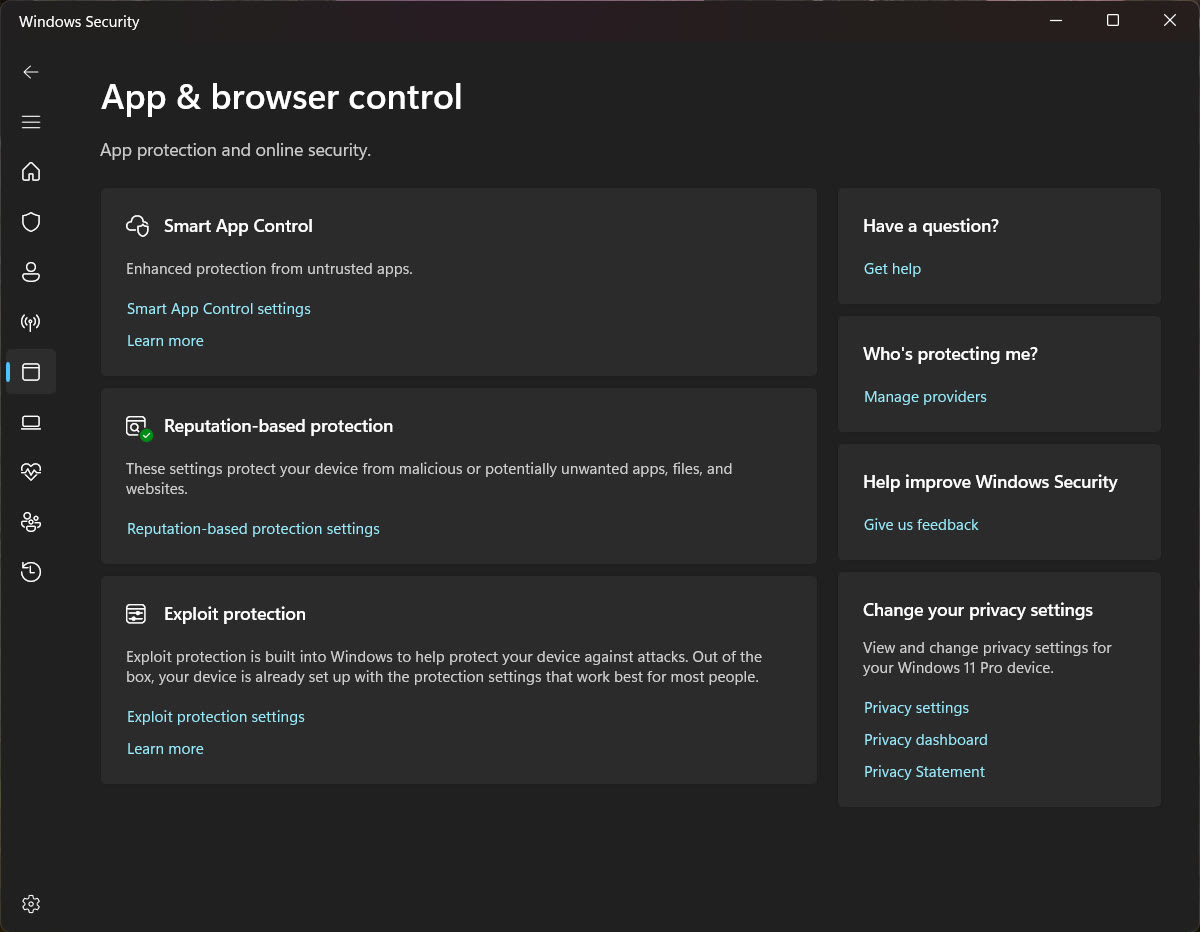 Windows Security
App & browser control
App protection and online security.
Smart App Control
Enhanced protection from untrusted apps.
Smart App Control settings
Learn more
Reputation-based protection
These settings protect your device from malicious or potentially unwanted apps, files, and
websites.
Reputation-based protection settings
Exploit protection
Exploit protection is built into Windows to help protect your device against attacks. Out of the
box, your device is already set up with the protection settings that work best for most people.
Exploit protection settings
Learn more
Have a question?
Get help
Who's protecting me?
Manage providers
Help improve Windows Security
Give us feedback
Change your privacy settings
View and change privacy settings for
your Windows 11 Pro device.
Privacy settings
Privacy dashboard
Privacy Statement